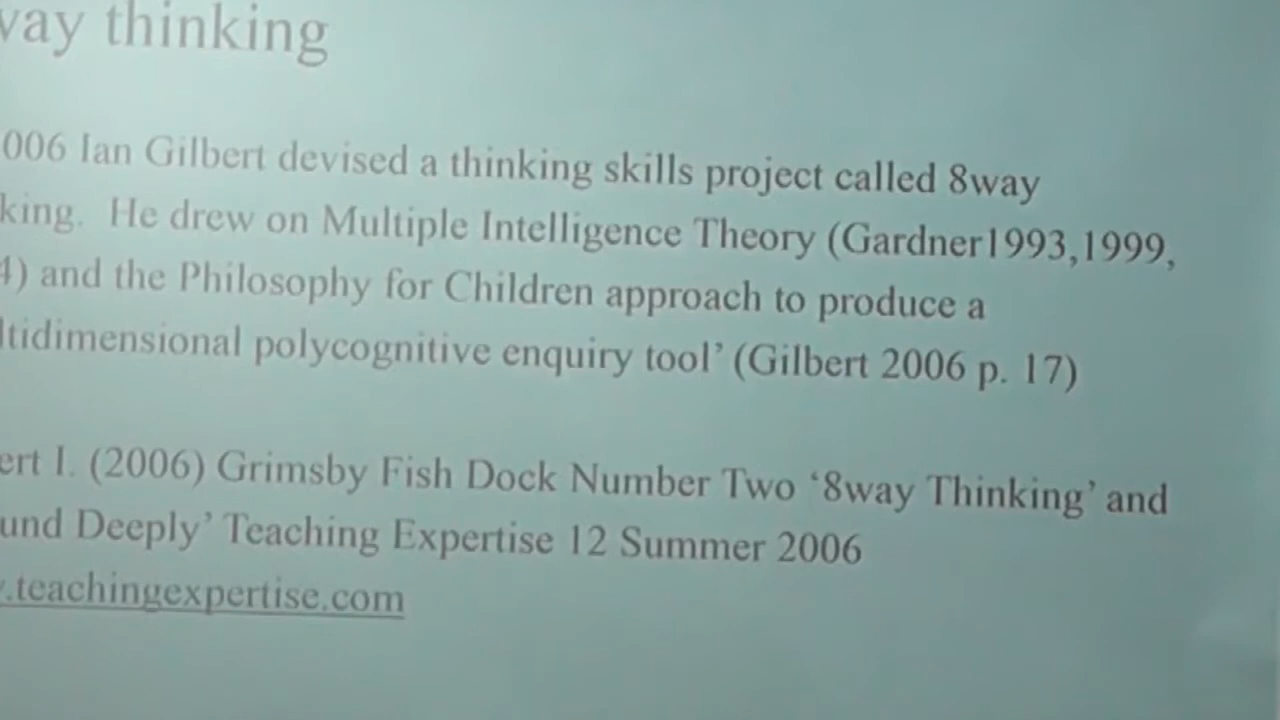 way thinking
006 Ian Gilbert devised a thinking skills project called 8way
king. He drew on Multiple Intelligence Theory (Gardner1993,1999,
4) and the Philosophy for Children approach to produce a
ltidimensional polycognitive enquiry tool’ (Gilbert 2006 p. 17)
ert I. (2006) Grimsby Fish Dock Number Two ‘8way Thinking’ and
und Deeply’ Teaching Expertise 12 Summer 2006
.teachingexpertise.com